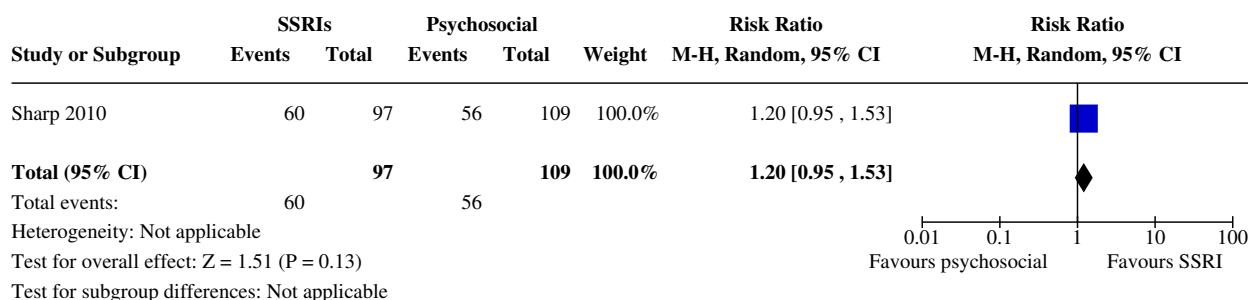 SSRIs Psychosocial Risk Ratio Risk Ratio
Study or Subgroup Events Total Events Total Weight M-H, Random, 95% CI M-H, Random, 95% CI
Sharp 2010 60 97 56 109 100.0% 1.20 [0.95 , 1.53]
Total (95% CI) 97 109 100.0% 1.20 [0.95 , 1.53]
Total events: 60 56
Heterogeneity: Not applicable
0.01 0.1 1 10 100
Test for overall effect: Z = 1.51 (P = 0.13)
Favours psychosocial Favours SSRI
Test for subgroup differences: Not applicable